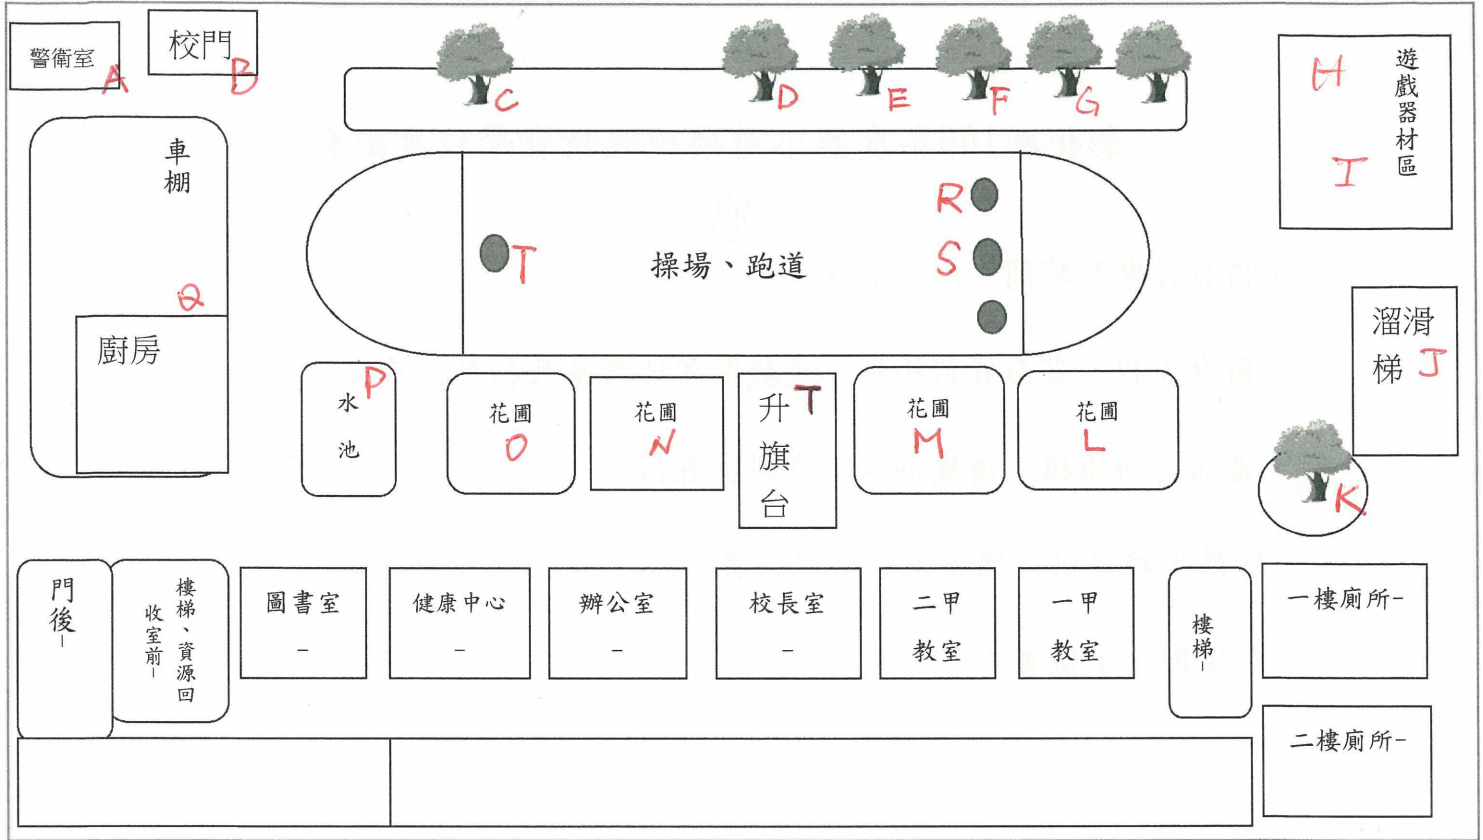 警衛室 A
校門 B
C
D
E
F
G
H
遊戲器材區
I
車棚
Q
廚房
R
S
T
操場、跑道
溜滑
梯 J
水 P
池
花圃
O
花圃
N
升 T
旗
台
花圃
M
花圃
L
K
門後-
樓梯、資源回
收室前-
圖書室
-
健康中心
-
辦公室
-
校長室
-
二甲
教室
一甲
教室
樓梯-
一樓廁所-
二樓廁所-